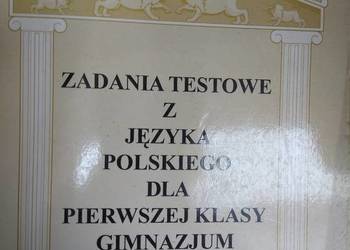 ZADANIA TESTOWE
Z
JĘZYKA
POLSKIEGO
DLA
PIERWSZEJ KLASY
GIMNAZJUM